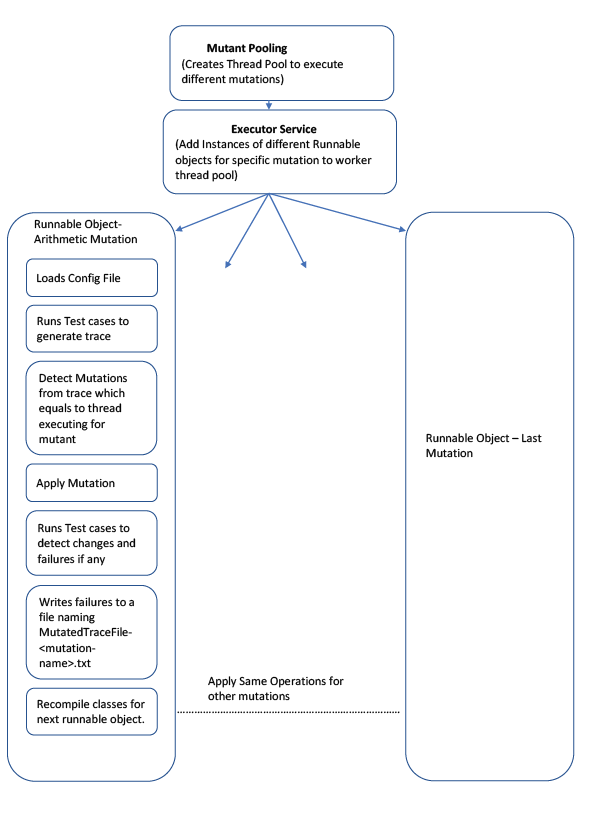 Mutant Pooling
(Creates Thread Pool to execute
different mutations)
Executor Service
(Add Instances of different Runnable
objects for specific mutation to worker
thread pool)
Runnable Object-
Arithmetic Mutation
Loads Config File
Runs Test cases to
generate trace
Detect Mutations
from trace which
equals to thread
executing for
mutant
Apply Mutation
Runs Test cases to
detect changes and
failures if any
Writes failures to a
file naming
MutatedTraceFile-
<mutation-
name>.txt
Recompile classes for
next runnable object.
Apply Same Operations for
other mutations
Runnable Object – Last
Mutation